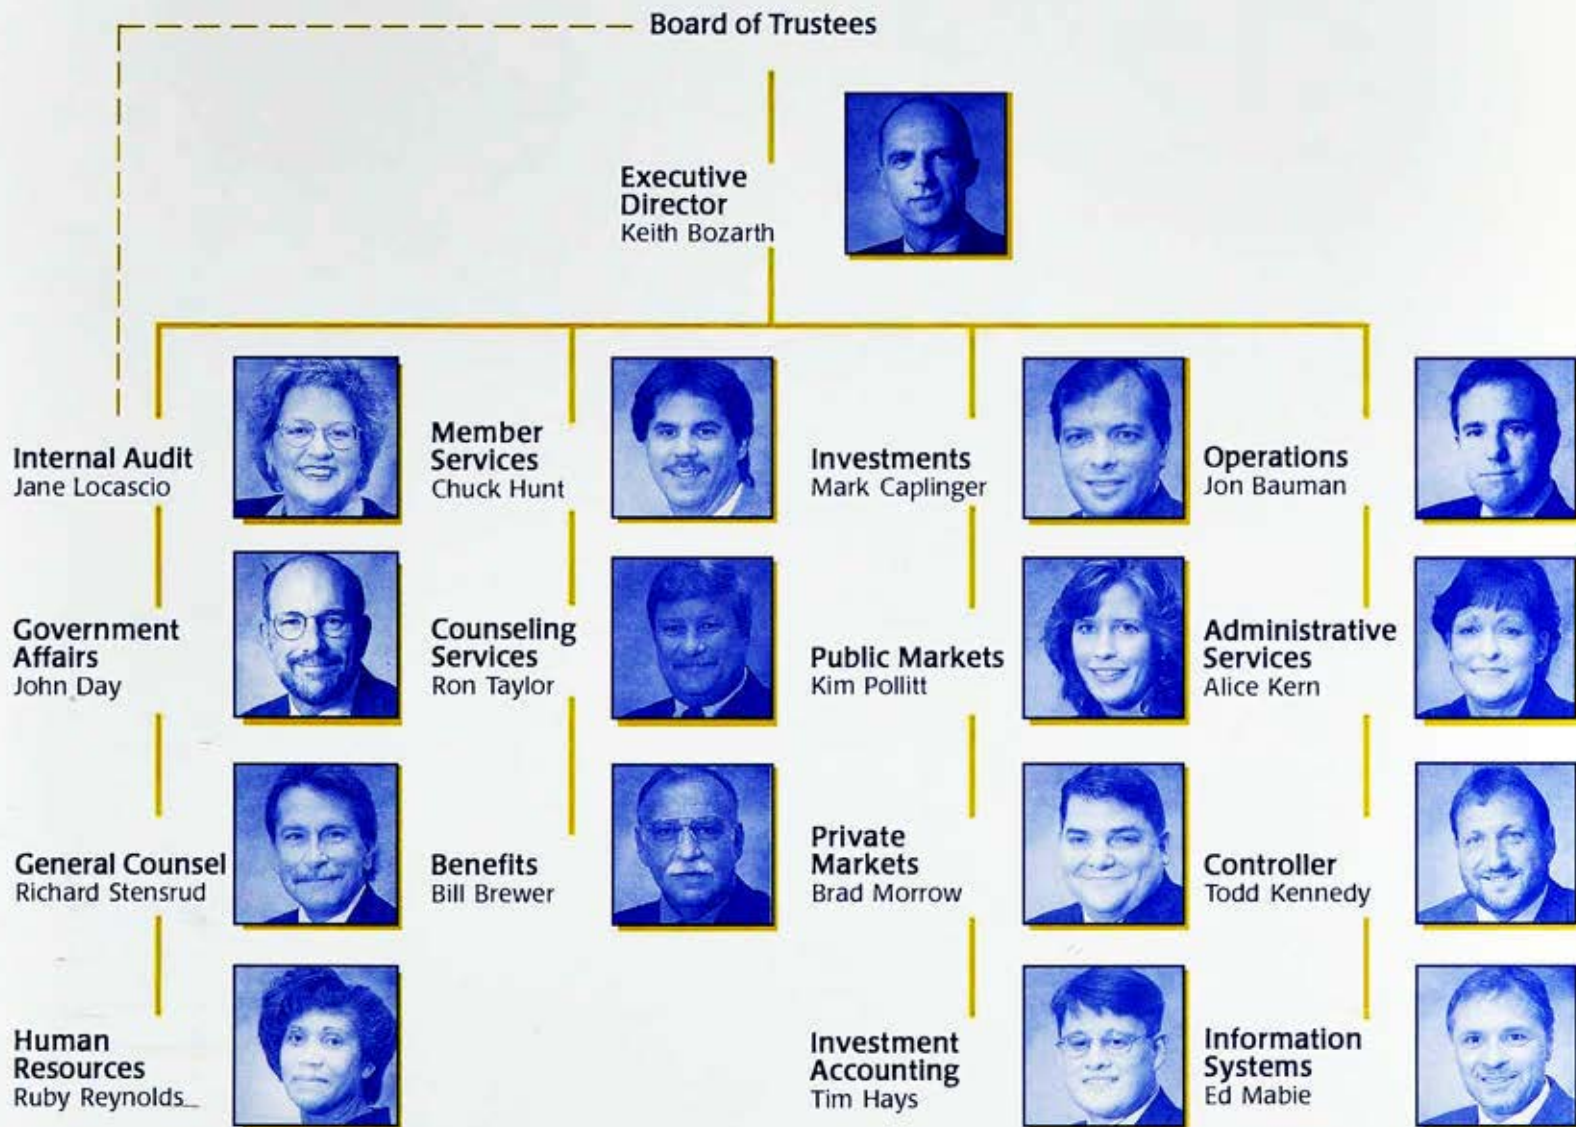 Board of Trustees
Executive
Director
Keith Bozarth
Internal Audit
Jane Locascio
Member
Services
Chuck Hunt
Investments
Mark Caplinger
Operations
Jon Bauman
Government
Affairs
John Day
Counseling
Services
Ron Taylor
Public Markets
Kim Pollitt
Administrative
Services
Alice Kern
General Counsel
Richard Stensrud
Benefits
Bill Brewer
Private
Markets
Brad Morrow
Controller
Todd Kennedy
Human
Resources
Ruby Reynolds
Investment
Accounting
Tim Hays
Information
Systems
Ed Mabie